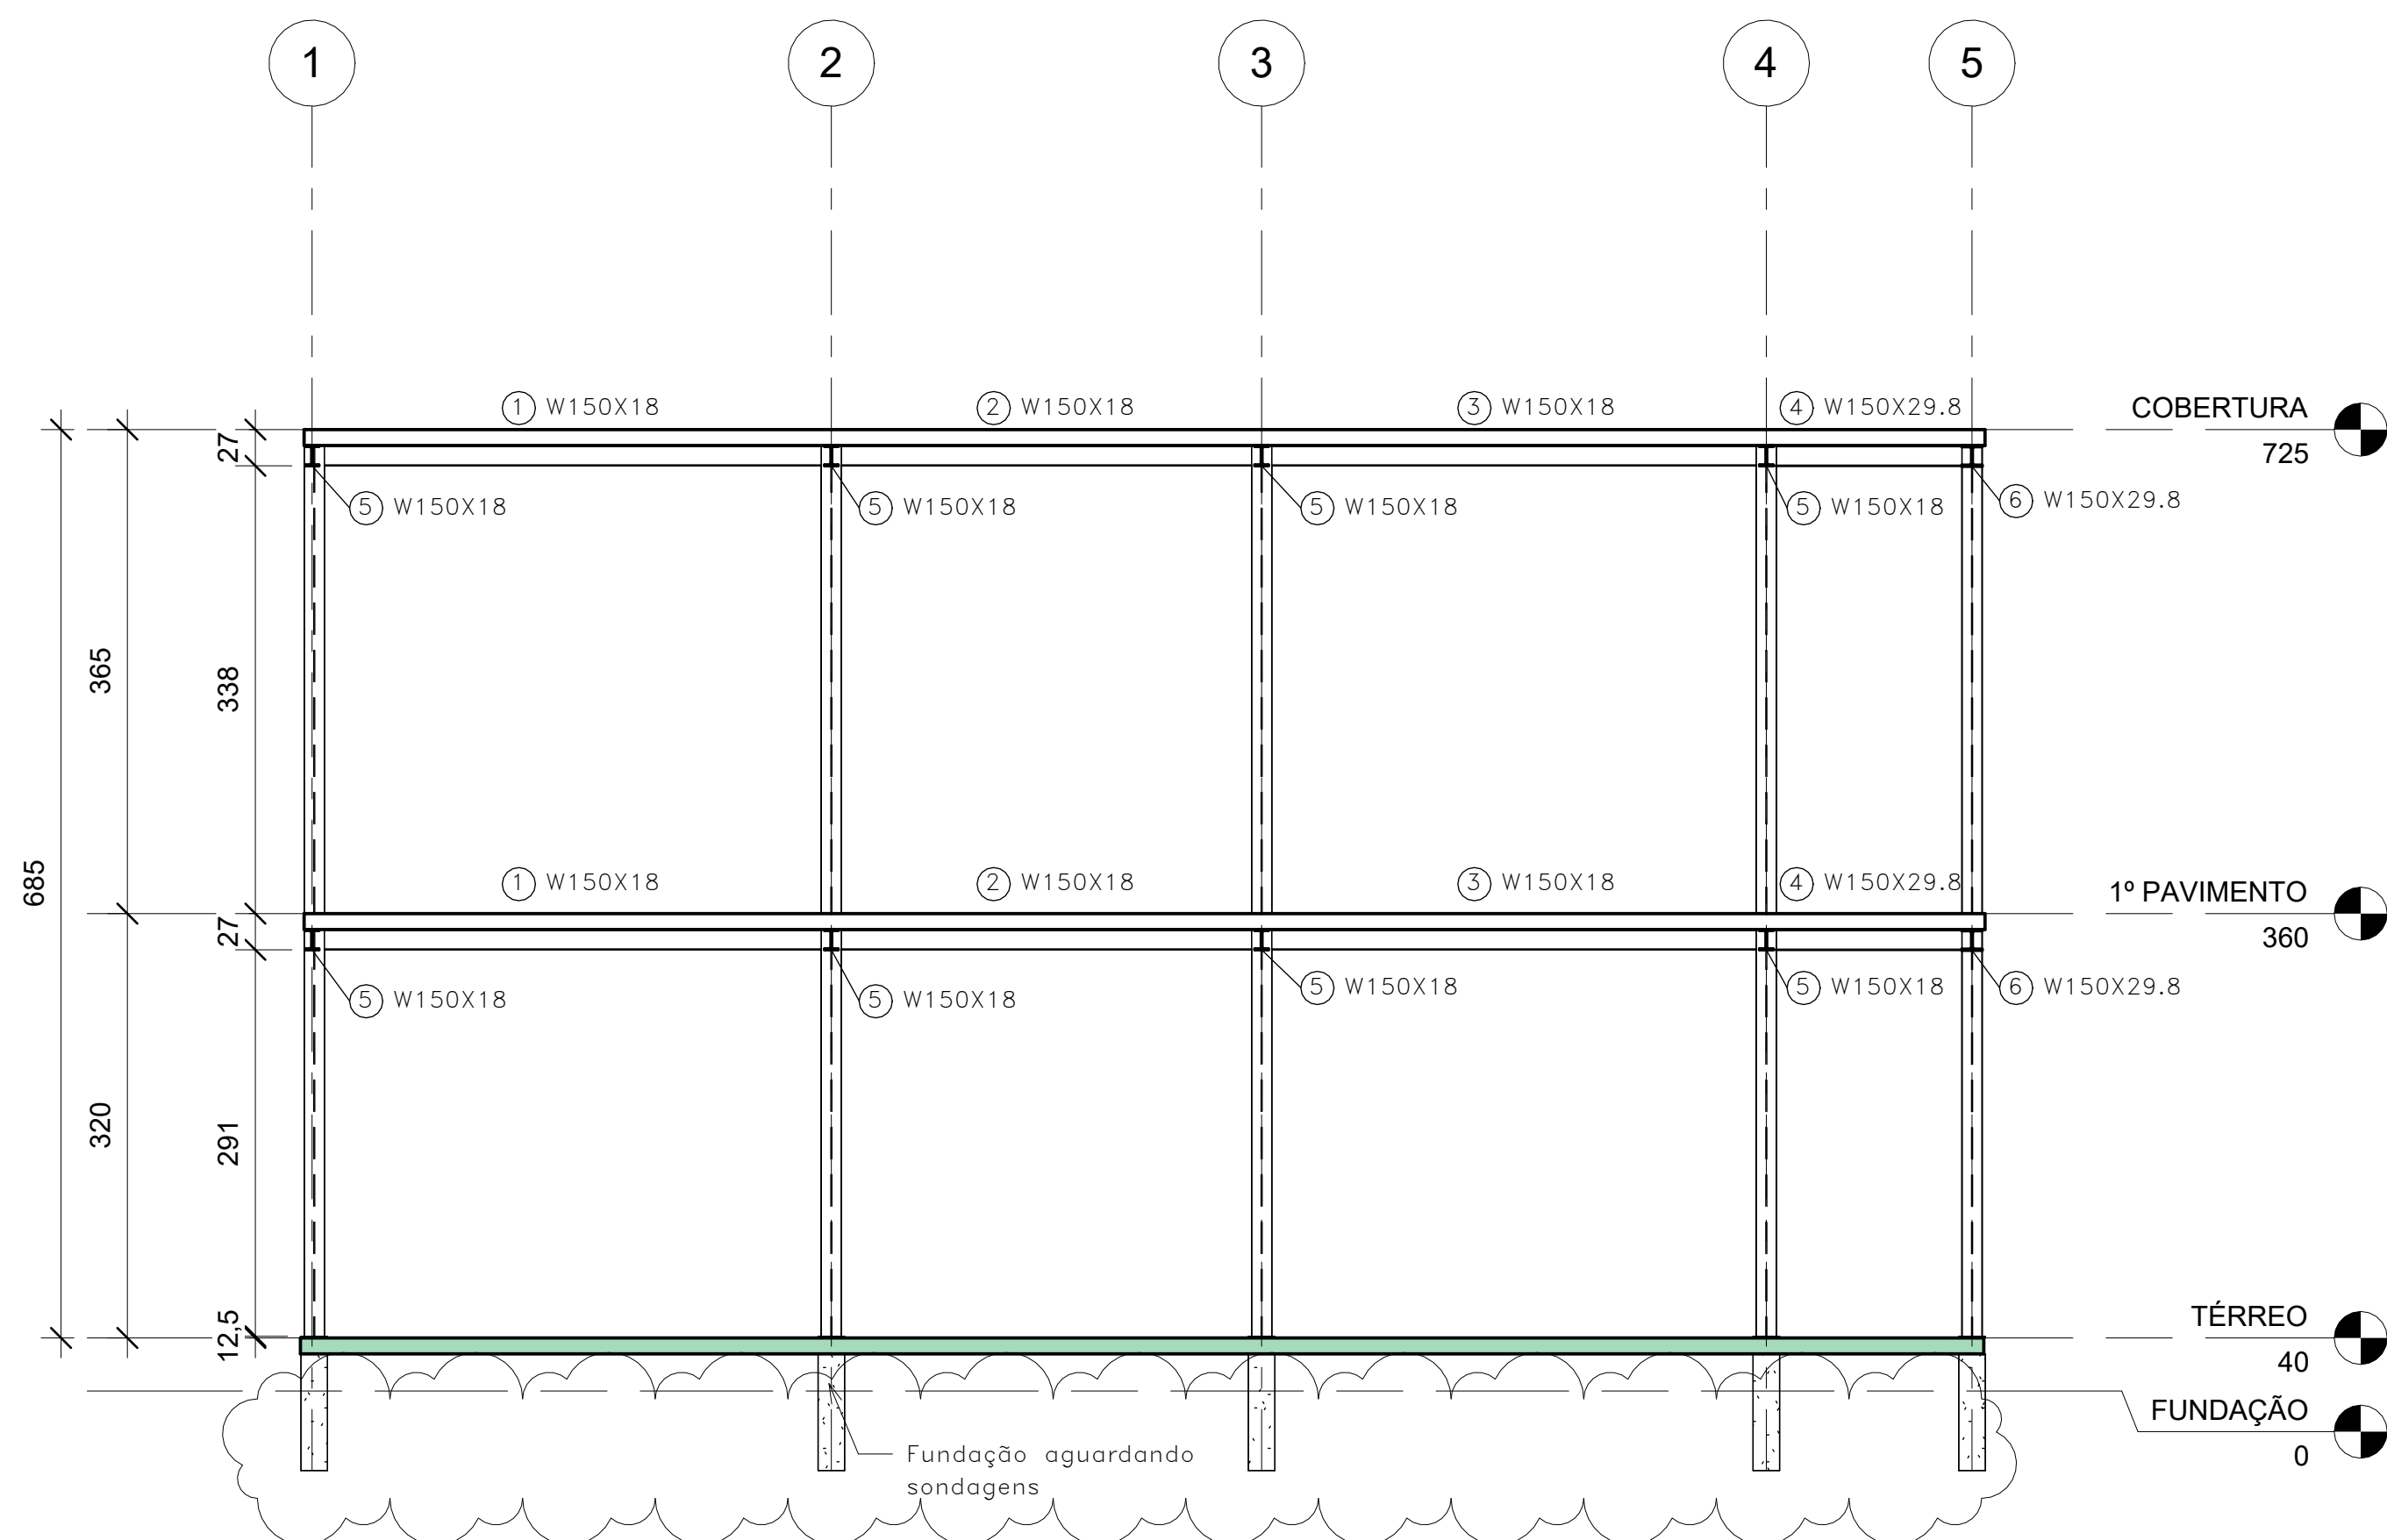 1
2
3
4
5
1 W150X18
2 W150X18
3 W150X18
4 W150X29.8
COBERTURA
725
27
5 W150X18
5 W150X18
5 W150X18
5 W150X18
6 W150X29.8
365
338
685
1 W150X18
2 W150X18
3 W150X18
4 W150X29.8
1º PAVIMENTO
360
27
5 W150X18
5 W150X18
5 W150X18
5 W150X18
6 W150X29.8
320
291
12,5
TÉRREO
40
FUNDAÇÃO
0
Fundação aguardando
sondagens